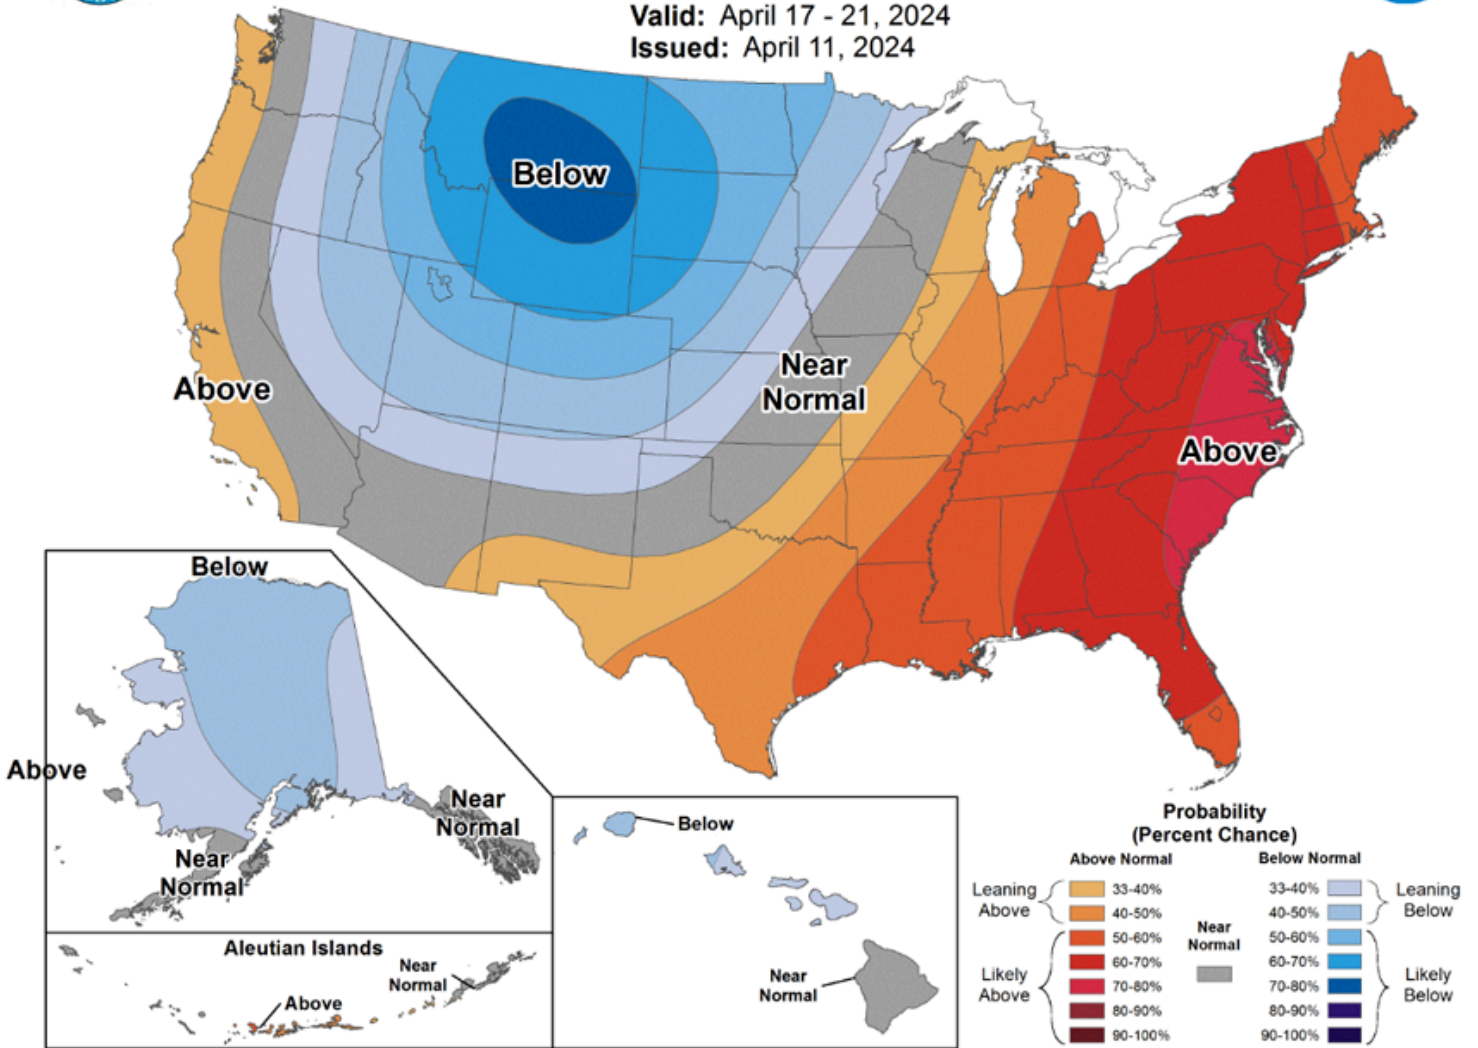 Valid: April 17 - 21, 2024
Issued: April 11, 2024
Below
Near
Normal
Above
Above
Below
Above
Near
Normal
Near
Normal
Aleutian Islands
Near
Normal
Above
Below
Near
Normal
Probability
(Percent Chance)
Above Normal
Below Normal
Leaning
Above
33-40%
40-50%
Likely
Above
50-60%
60-70%
70-80%
80-90%
90-100%
Near
Normal
33-40%
40-50%
Leaning
Below
50-60%
60-70%
70-80%
80-90%
90-100%
Likely
Below